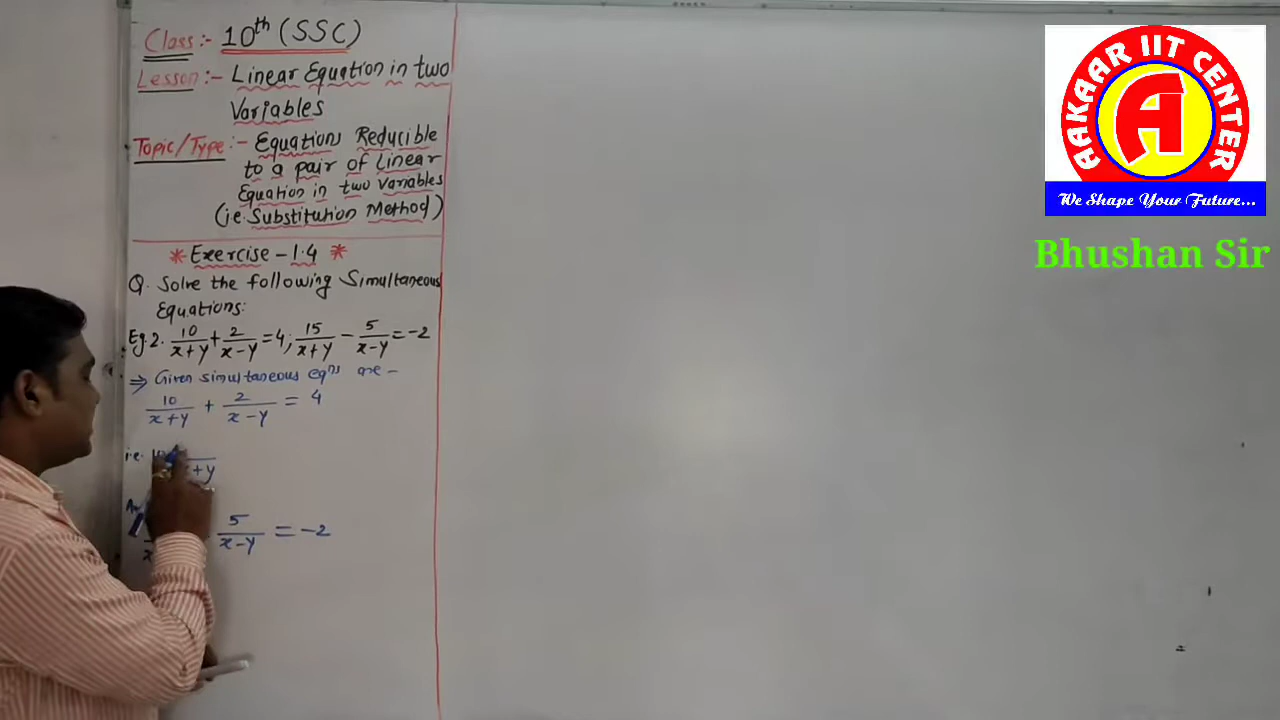 Class:- 10th (SSC)
Lesson:- Linear Equation in two
Variables
Topic/Type:- Equations Reducible
to a pair of Linear
Equation in two variables
(i.e. Substitution Method)
* Exercise - 1.4 *
Q. Solve the following Simultaneous
Equations:
Eg.2. 10/(x+y) + 2/(x-y) = 4; 15/(x+y) - 5/(x-y) = -2
⇒ Given simultaneous eqns are -
10/(x+y) + 2/(x-y) = 4
i.e.
+y
5/(x-y) = -2
AAKAAR IIT CENTER
A
We Shape Your Future...
Bhushan Sir